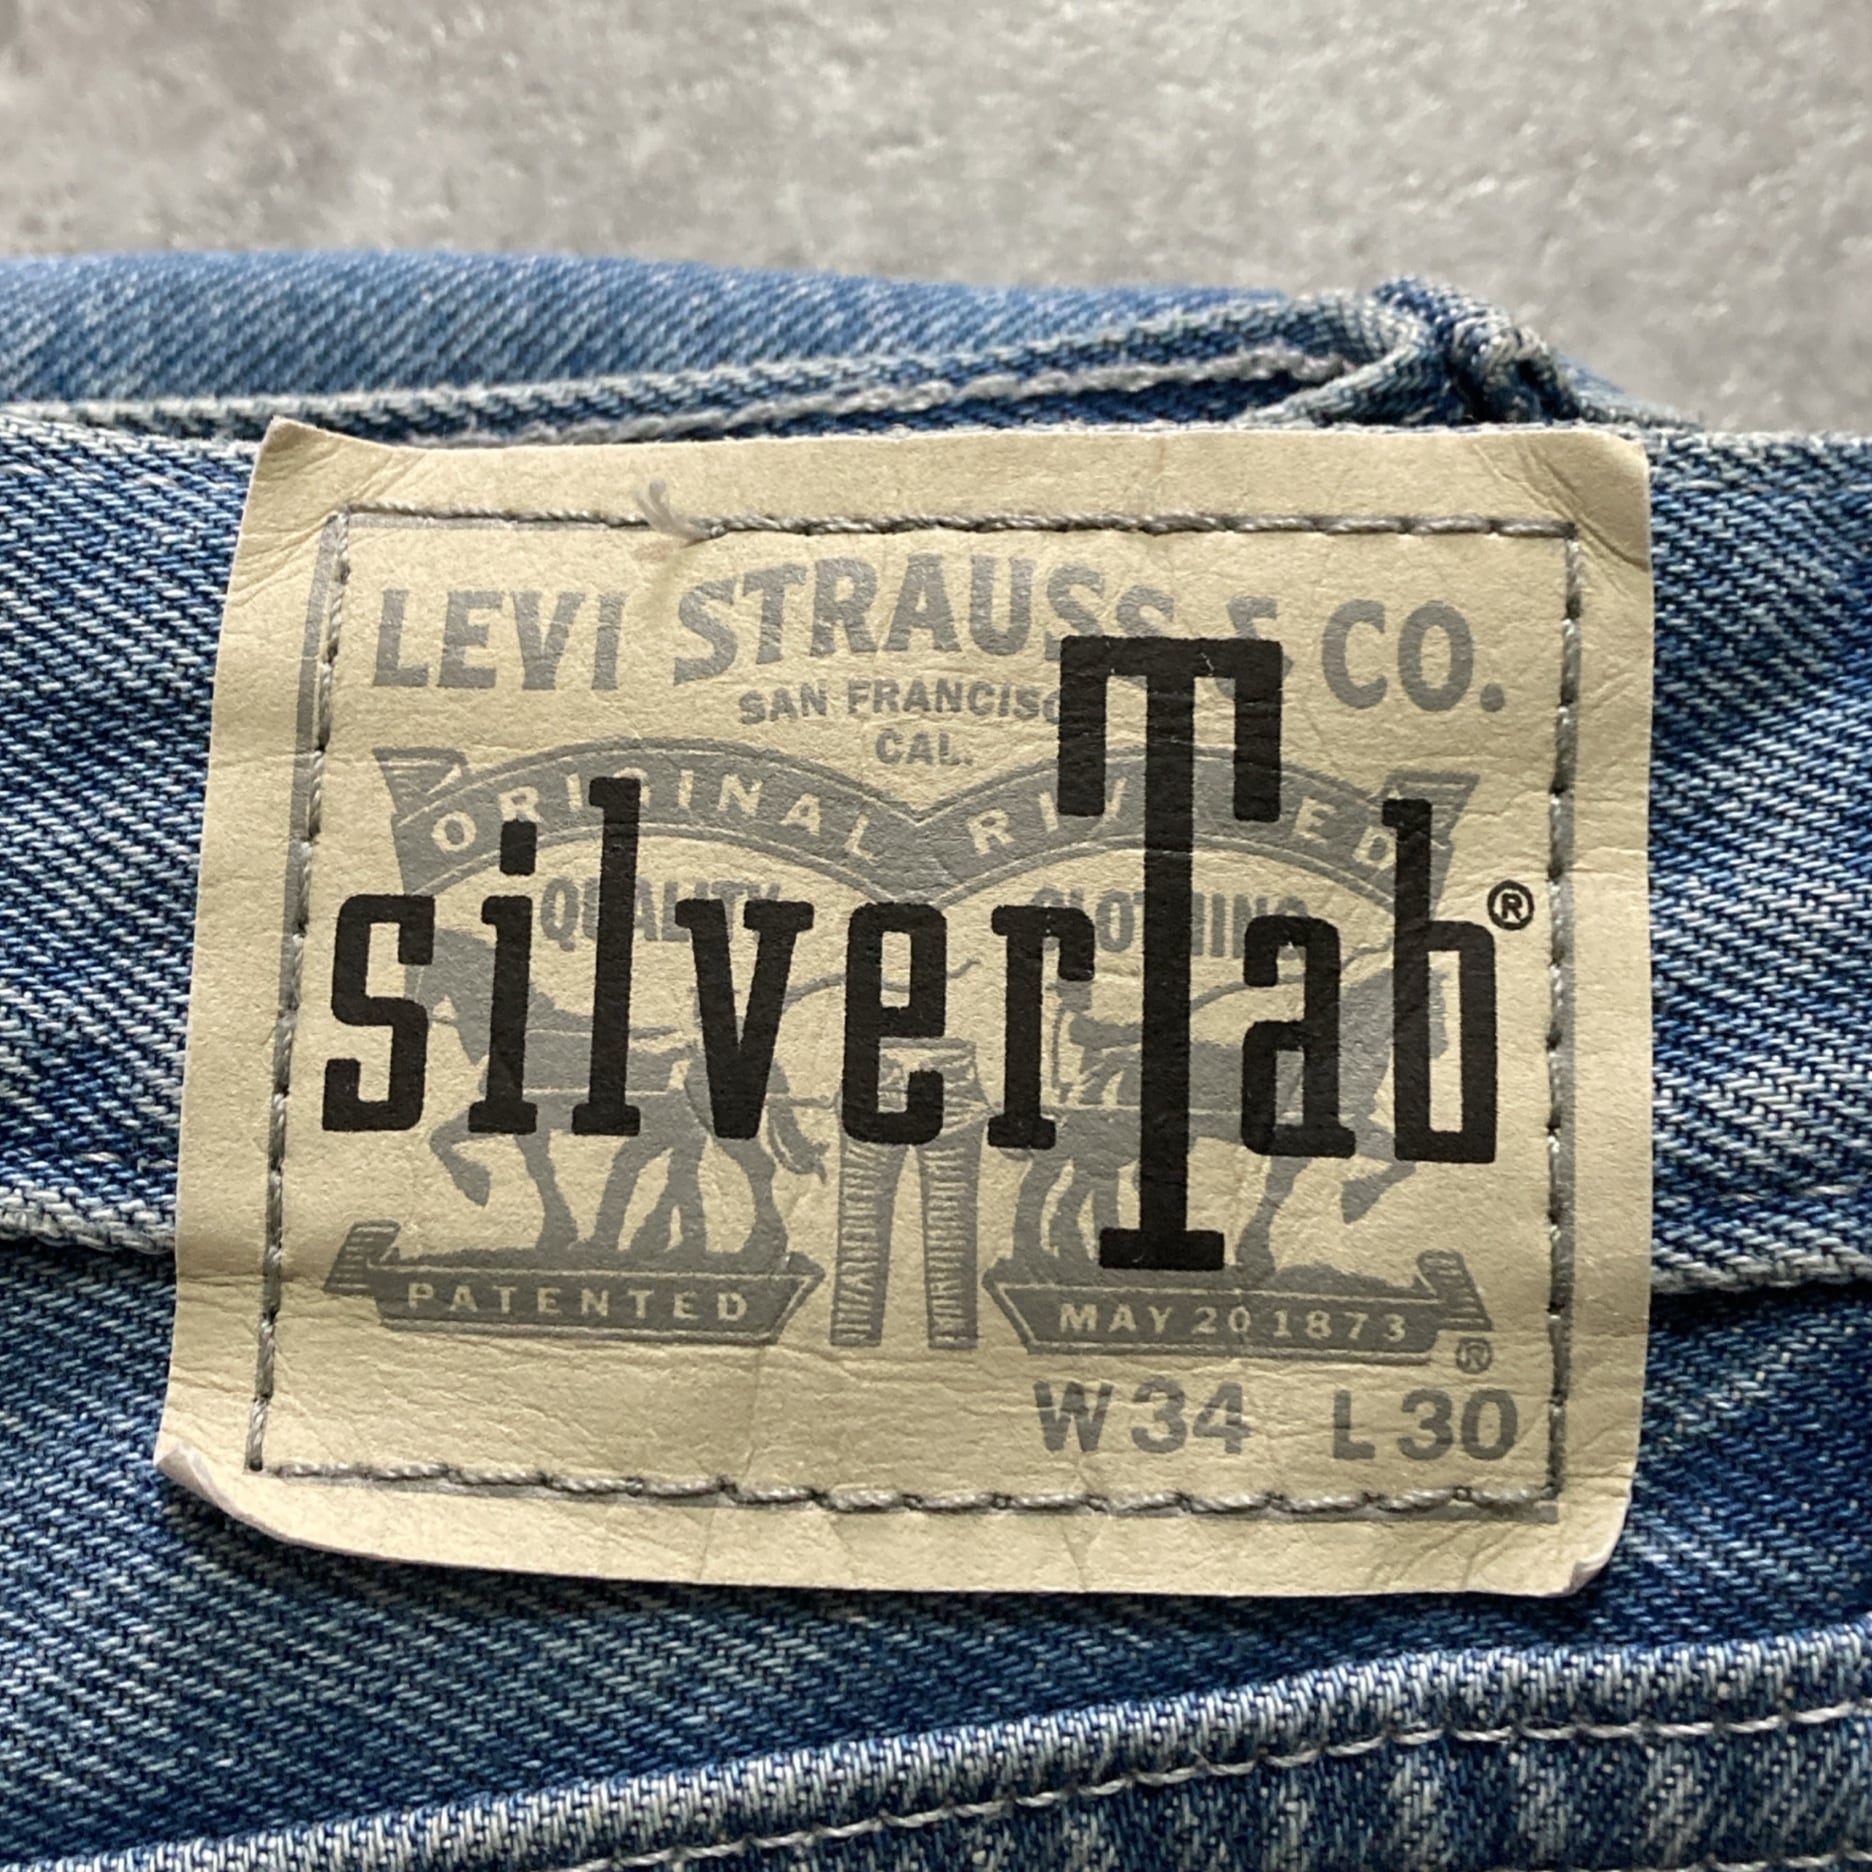 LEVI STRAUSS & CO.
SAN FRANCISCO
CAL.
ORIGINAL RIVETED
QUALITY CLOTHING
silverTab®
PATENTED MAY 20 1873
®
W34 L30